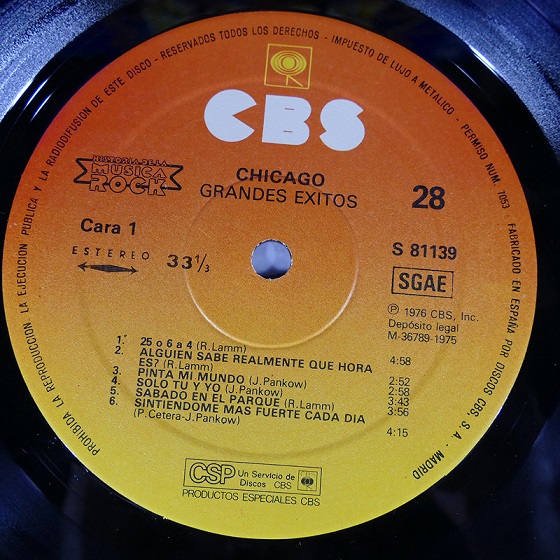 PROHIBIDA LA REPRODUCCION, LA EJECUCION PUBLICA Y LA RADIODIFUSION DE ESTE DISCO - RESERVADOS TODOS LOS DERECHOS - IMPUESTO DE LUJO A METALICO - PERMISO NUM. 7053 - FABRICADO EN ESPAÑA POR DISCOS CBS, S. A. - MADRID
CBS
HISTORIA DE LA
MUSICA
ROCK
CHICAGO
GRANDES EXITOS
28
Cara 1
ESTEREO
33 1/3
S 81139
SGAE
℗ 1976 CBS, Inc.
Depósito legal
M-36789-1975
1. 25 o 6 a 4 (R.Lamm) 4:58
2. ALGUIEN SABE REALMENTE QUE HORA
ES? (R.Lamm) 2:52
3. PINTA MI MUNDO (J.Pankow) 2:58
4. SOLO TU Y YO (J.Pankow) 3:43
5. SABADO EN EL PARQUE (R.Lamm) 3:56
6. SINTIENDOME MAS FUERTE CADA DIA
(P.Cetera-J.Pankow) 4:15
CSP Un Servicio de
Discos CBS CBS
PRODUCTOS ESPECIALES CBS